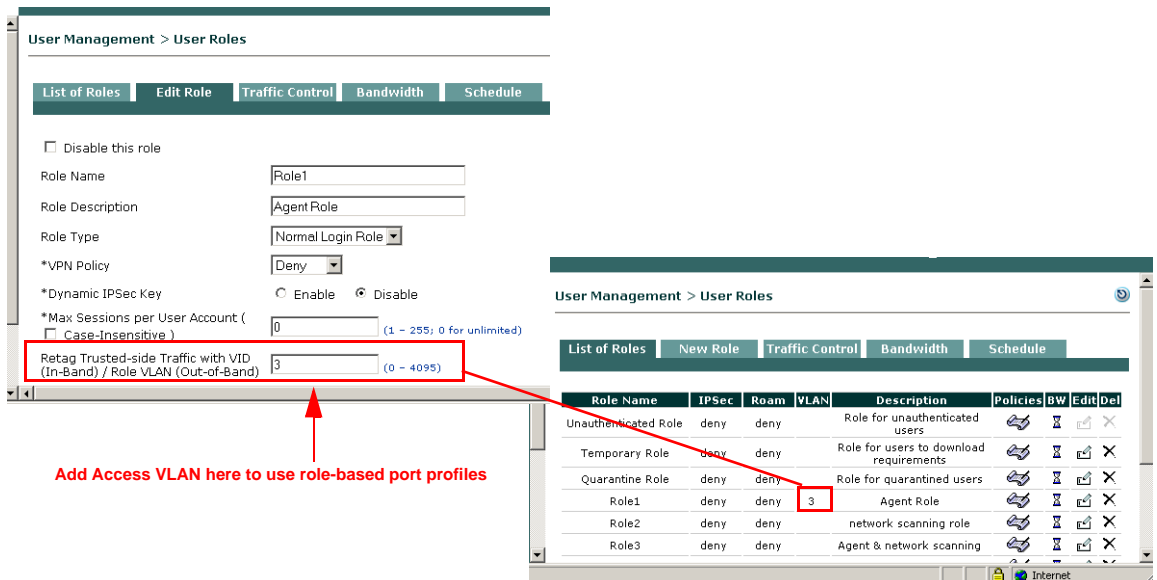 User Management > User Roles
List of Roles Edit Role Traffic Control Bandwidth Schedule
Disable this role
Role Name Role1
Role Description Agent Role
Role Type Normal Login Role
*VPN Policy Deny
*Dynamic IPSec Key Enable Disable
*Max Sessions per User Account (
Case-Insensitive ) 0 (1 - 255; 0 for unlimited)
Retag Trusted-side Traffic with VID
(In-Band) / Role VLAN (Out-of-Band) 3 (0 - 4095)
Add Access VLAN here to use role-based port profiles
User Management > User Roles
List of Roles New Role Traffic Control Bandwidth Schedule
Role Name IPSec Roam VLAN Description Policies BW Edit Del
Unauthenticated Role deny deny Role for unauthenticated
users
Temporary Role deny deny Role for users to download
requirements
Quarantine Role deny deny Role for quarantined users
Role1 deny deny 3 Agent Role
Role2 deny deny network scanning role
Role3 deny deny Agent & network scanning
Internet